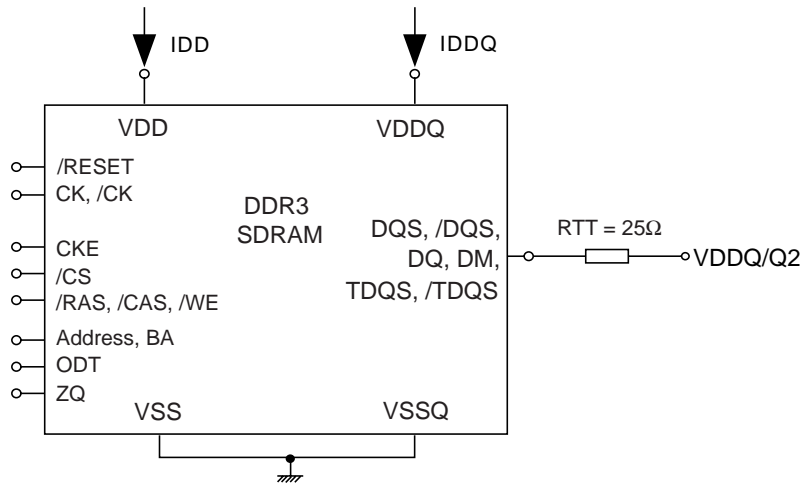 IDD
IDDQ
VDD
VDDQ
/RESET
CK, /CK
CKE
/CS
/RAS, /CAS, /WE
Address, BA
ODT
ZQ
DDR3
SDRAM
DQS, /DQS,
DQ, DM,
TDQS, /TDQS
RTT = 25Ω
VDDQ/Q2
VSS
VSSQ